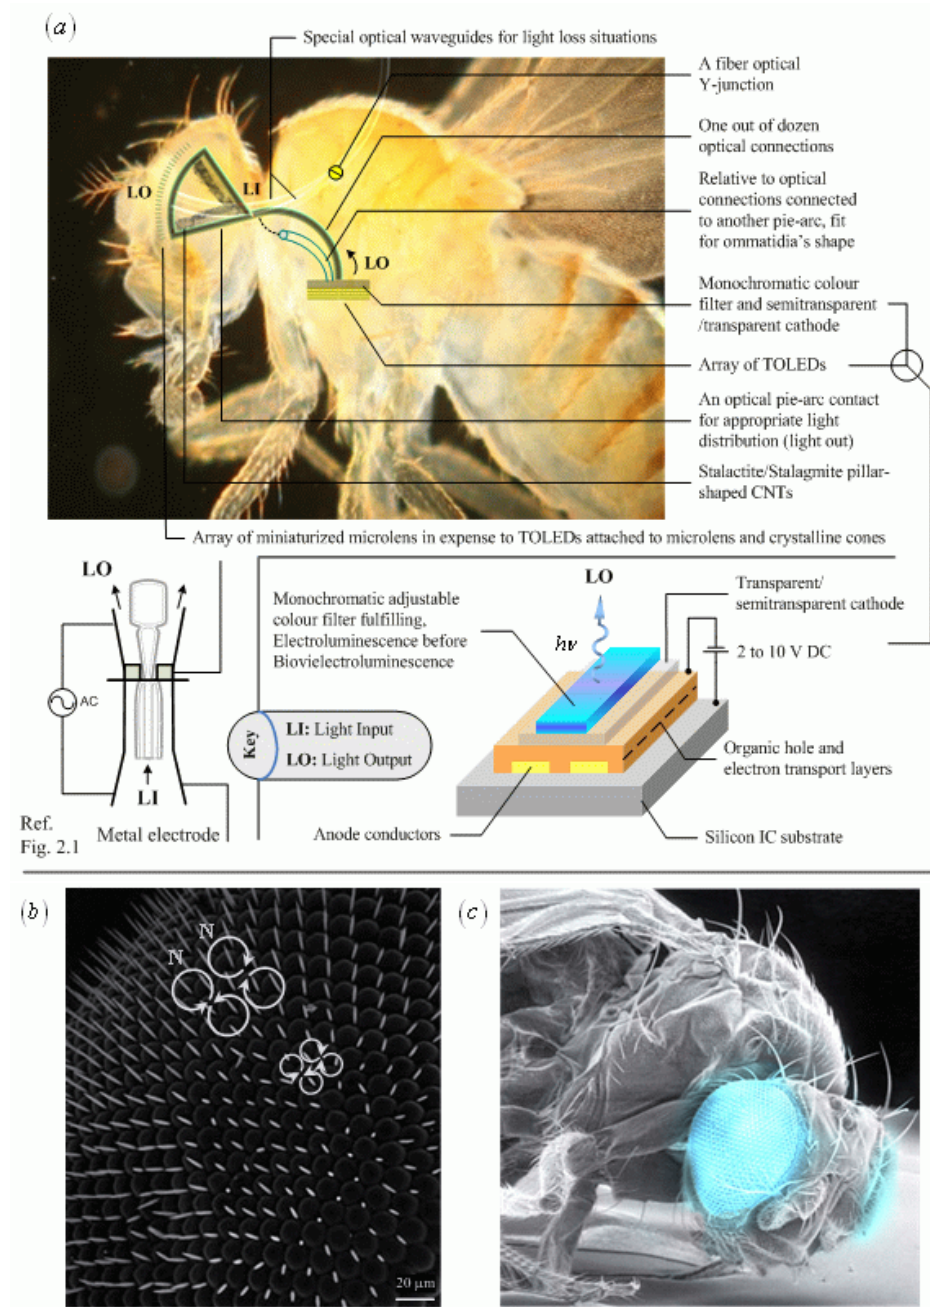 (a)
Special optical waveguides for light loss situations
A fiber optical
Y-junction
One out of dozen
optical connections
LO
LI
Relative to optical
connections connected
to another pie-arc, fit
for ommatidia's shape
LO
Monochromatic colour
filter and semitransparent
/transparent cathode
Array of TOLEDs
An optical pie-arc contact
for appropriate light
distribution (light out)
Stalactite/Stalagmite pillar-
shaped CNTs
Array of miniaturized microlens in expense to TOLEDs attached to microlens and crystalline cones
LO
AC
LI
Ref.
Fig. 2.1
Metal electrode
Monochromatic adjustable
colour filter fulfilling,
Electroluminescence before
Biovielectroluminescence
LO
hν
Transparent/
semitransparent cathode
2 to 10 V DC
Key
LI: Light Input
LO: Light Output
Organic hole and
electron transport layers
Anode conductors
Silicon IC substrate
(b)
N
N
20 µm
(c)